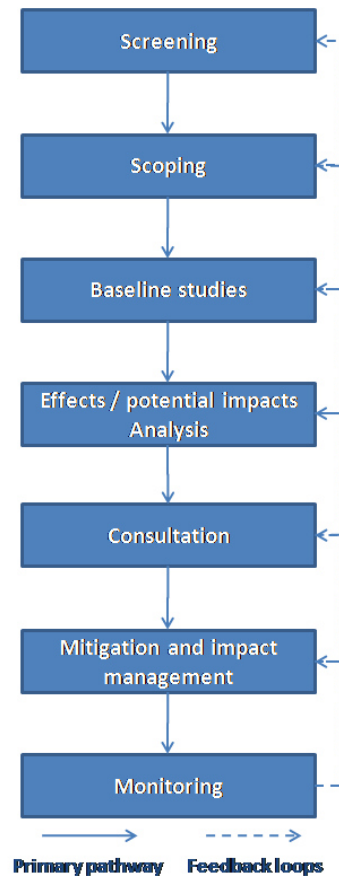 Screening
Scoping
Baseline studies
Effects / potential impacts
Analysis
Consultation
Mitigation and impact
management
Monitoring
Primary pathway Feedback loops